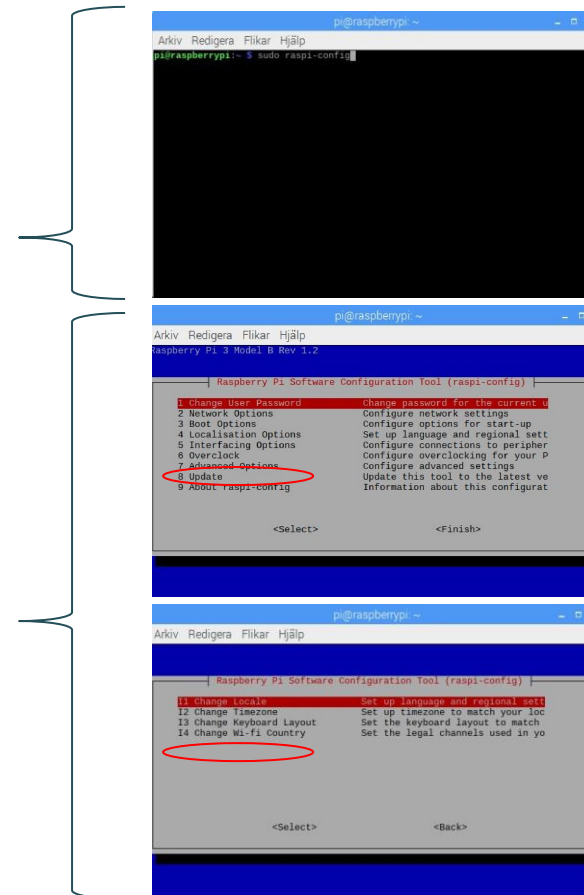 pi@raspberrypi: ~
Arkiv Redigera Flikar Hjälp
pi@raspberrypi:~ $ sudo raspi-config
pi@raspberrypi: ~
Arkiv Redigera Flikar Hjälp
Raspberry Pi 3 Model B Rev 1.2
Raspberry Pi Software Configuration Tool (raspi-config)
1 Change User Password Change password for the current u
2 Network Options Configure network settings
3 Boot Options Configure options for start-up
4 Localisation Options Set up language and regional sett
5 Interfacing Options Configure connections to peripher
6 Overclock Configure overclocking for your P
7 Advanced Options Configure advanced settings
8 Update Update this tool to the latest ve
9 About raspi-config Information about this configurat
<Select> <Finish>
pi@raspberrypi: ~
Arkiv Redigera Flikar Hjälp
Raspberry Pi Software Configuration Tool (raspi-config)
I1 Change Locale Set up language and regional sett
I2 Change Timezone Set up timezone to match your loc
I3 Change Keyboard Layout Set the keyboard layout to match
I4 Change Wi-fi Country Set the legal channels used in yo
<Select> <Back>